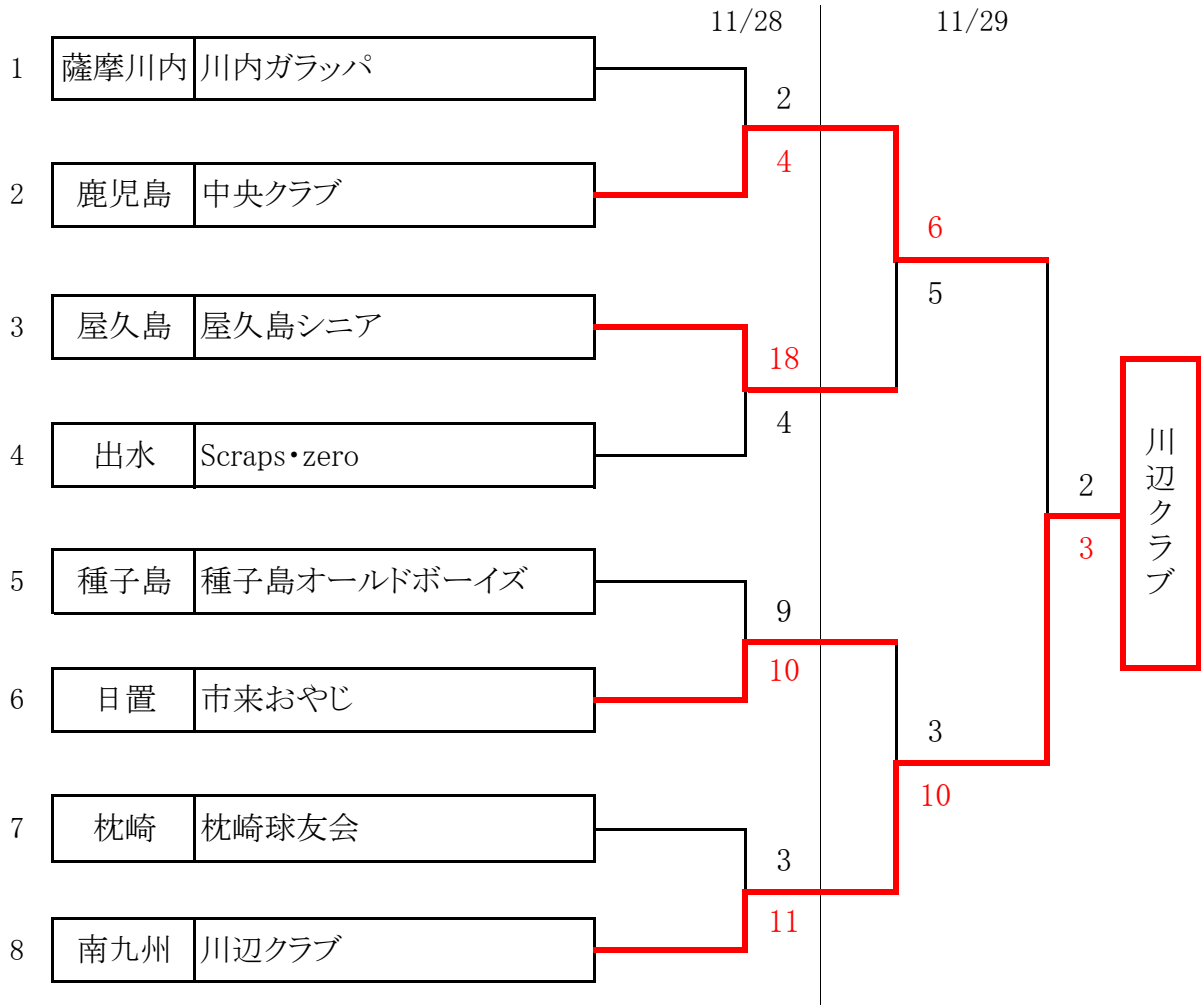 11/28 11/29
1 薩摩川内 川内ガラッパ
2
4
2 鹿児島 中央クラブ
6
5
3 屋久島 屋久島シニア
18
4
4 出水 Scraps・zero
川辺クラブ
2
3
5 種子島 種子島オールドボーイズ
9
10
6 日置 市来おやじ
3
10
7 枕崎 枕崎球友会
3
11
8 南九州 川辺クラブ